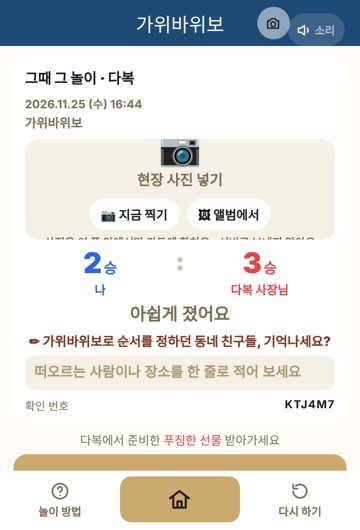 가위바위보
소리
그때 그 놀이 · 다복
2026.11.25 (수) 16:44
가위바위보
현장 사진 넣기
지금 찍기
앨범에서
2승 : 3승
나
다복 사장님
아쉽게 졌어요
가위바위보로 순서를 정하던 동네 친구들, 기억나세요?
떠오르는 사람이나 장소를 한 줄로 적어 보세요
확인 번호
KTJ4M7
다복에서 준비한 푸짐한 선물 받아가세요
놀이 방법
다시 하기